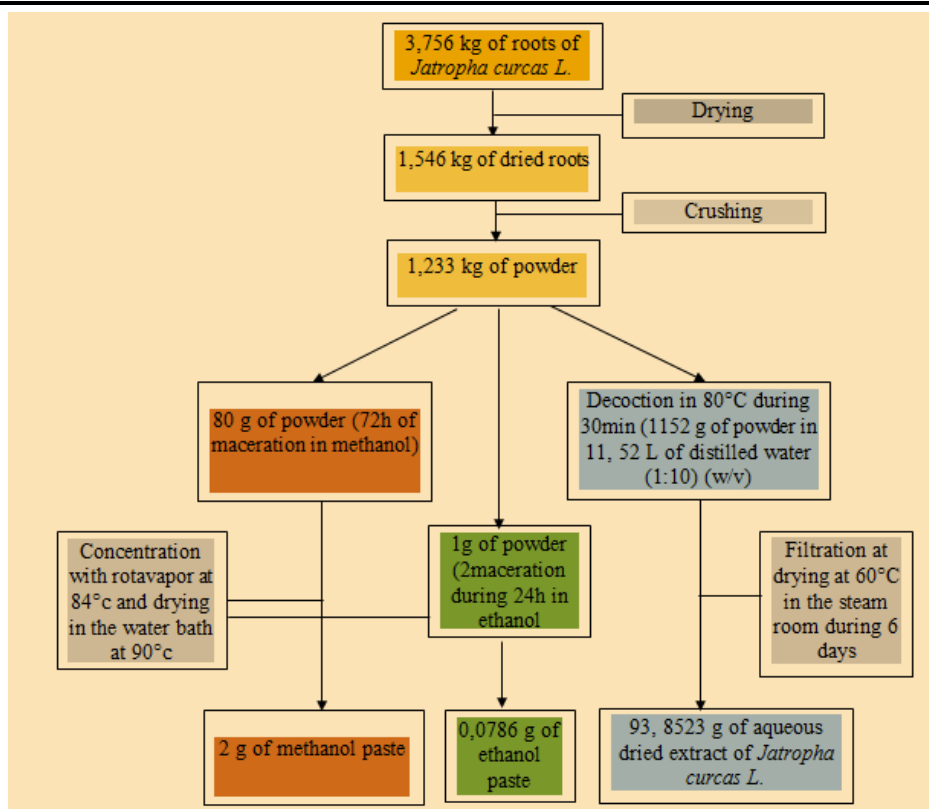 3,756 kg of roots of
Jatropha curcas L.
Drying
1,546 kg of dried roots
Crushing
1,233 kg of powder
80 g of powder (72h of
maceration in methanol)
Decoction in 80°C during
30min (1152 g of powder in
11, 52 L of distilled water
(1:10) (w/v)
Concentration
with rotavapor at
84°c and drying
in the water bath
at 90°c
1g of powder
(2maceration
during 24h in
ethanol
Filtration at
drying at 60°C
in the steam
room during 6
days
2 g of methanol paste
0,0786 g of
ethanol
paste
93, 8523 g of aqueous
dried extract of Jatropha
curcas L.